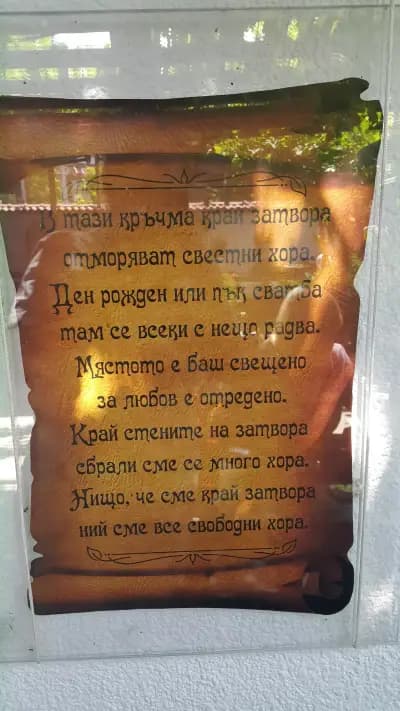 В тази кръчма край затвора
отморяват свестни хора.
Ден рожден или пък сватба
там се всеки с нещо радва.
Мястото е баш свещено
за любов е отредено.
Край стените на затвора
сбрали сме се много хора.
Нищо, че сме край затвора
ний сме все свободни хора.